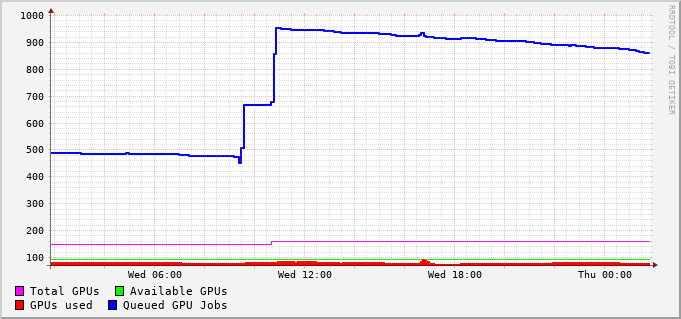 1000
900
800
700
600
500
400
300
200
100
Wed 06:00 Wed 12:00 Wed 18:00 Thu 00:00
Total GPUs Available GPUs
GPUs used Queued GPU Jobs
RRDTOOL / TOBI OETIKER